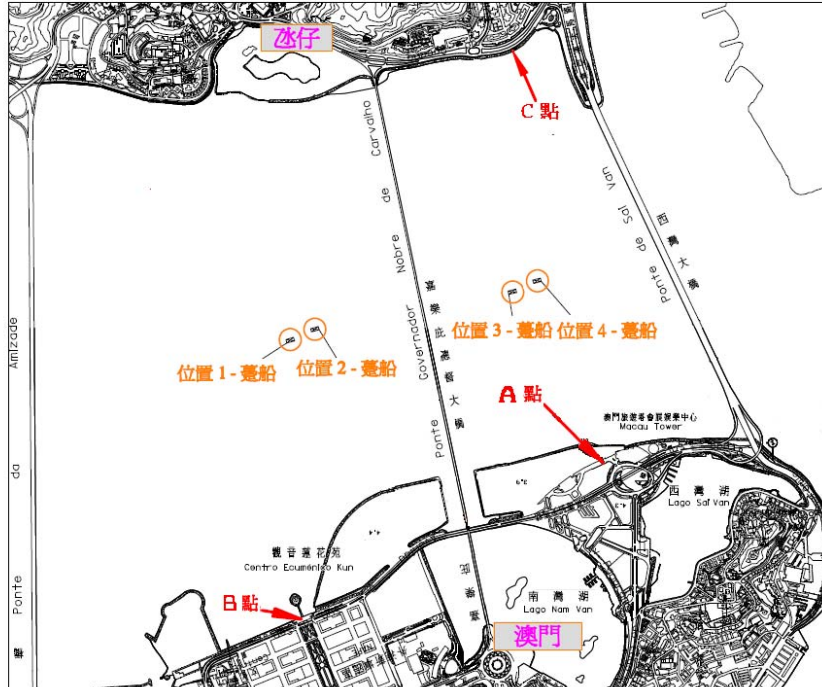 氹仔
C 點
Carvalho
de
Nobre
Governador
Ponte
嘉樂庇總督大橋
Ponte de Sai Van
西灣大橋
位置 1 - 躉船
位置 2 - 躉船
位置 3 - 躉船
位置 4 - 躉船
Amizade
da
Ponte
A 點
澳門旅遊塔會展娛樂中心
Macau Tower
西灣湖
Lago Sai Van
觀音蓮花苑
Centro Ecuménico Kun
B 點
南灣湖
Lago Nam Van
澳門